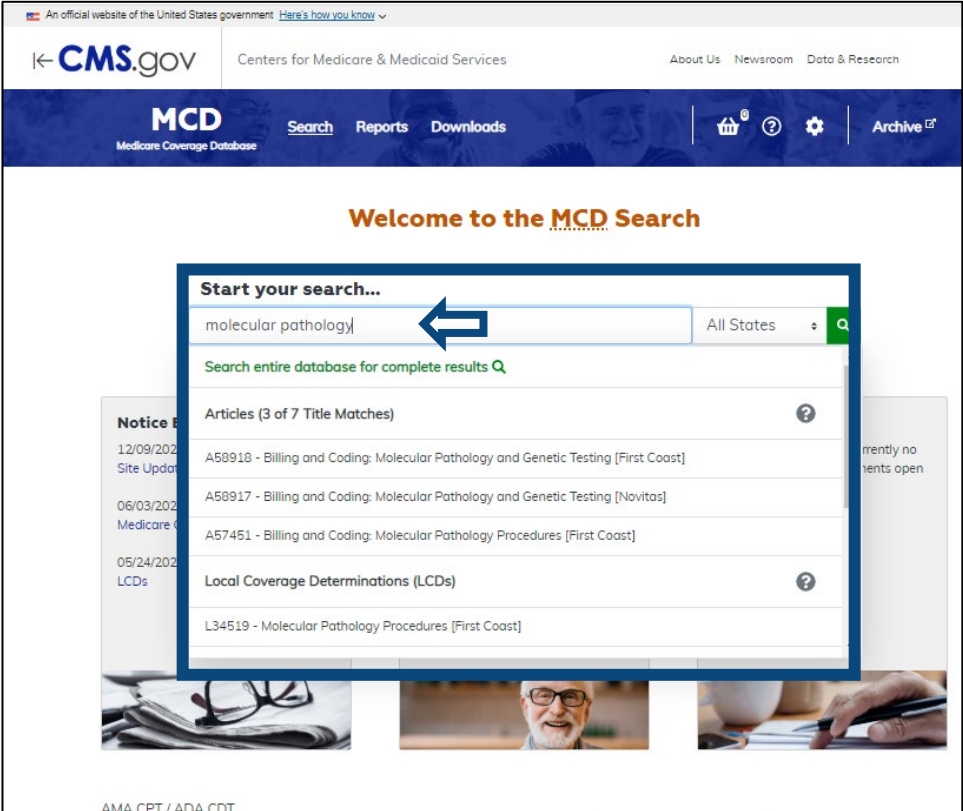 An official website of the United States government Here's how you know
CMS.gov
Centers for Medicare & Medicaid Services
About Us Newsroom Data & Research
MCD
Medicare Coverage Database
Search Reports Downloads
0
Archive
Welcome to the MCD Search
Start your search...
molecular pathology
All States
Search entire database for complete results
Articles (3 of 7 Title Matches)
A58918 - Billing and Coding: Molecular Pathology and Genetic Testing [First Coast]
A58917 - Billing and Coding: Molecular Pathology and Genetic Testing [Novitas]
A57451 - Billing and Coding: Molecular Pathology Procedures [First Coast]
Local Coverage Determinations (LCDs)
L34519 - Molecular Pathology Procedures [First Coast]
Notice
12/09/202
Site Updat
06/03/202
Medicare
05/24/202
LCDs
rrently no
ents open
AMA CPT / ADA CDT